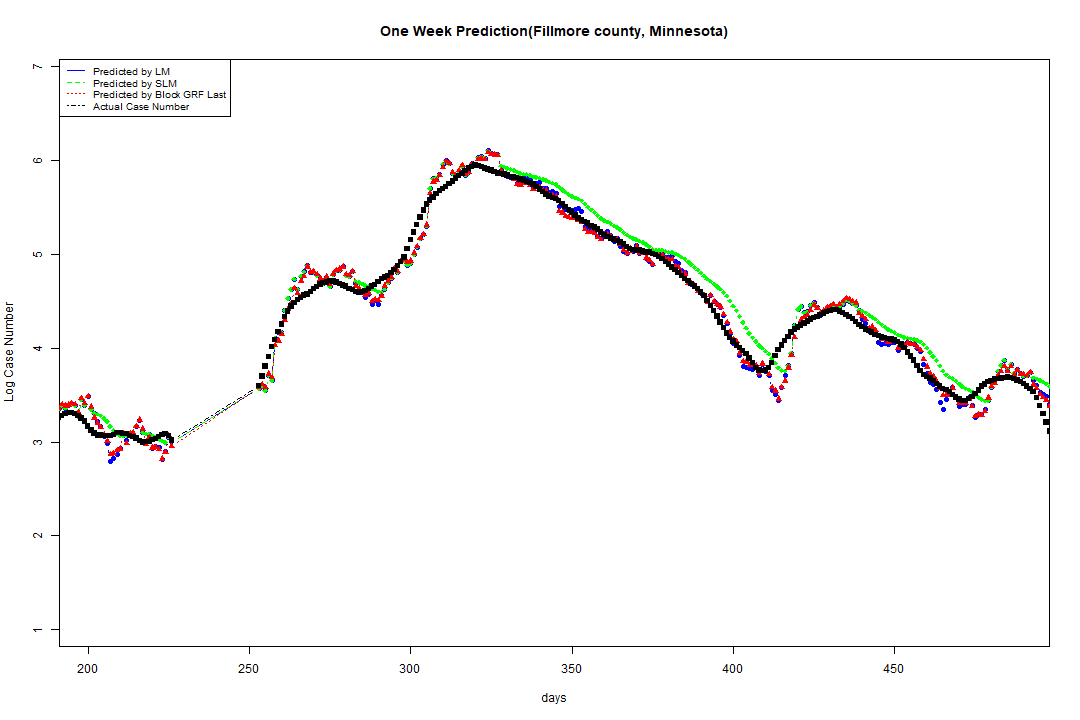 One Week Prediction(Fillmore county, Minnesota)
Predicted by LM
Predicted by SLM
Predicted by Block GRF Last
Actual Case Number
7
6
5
4
3
2
1
Log Case Number
200 250 300 350 400 450
days